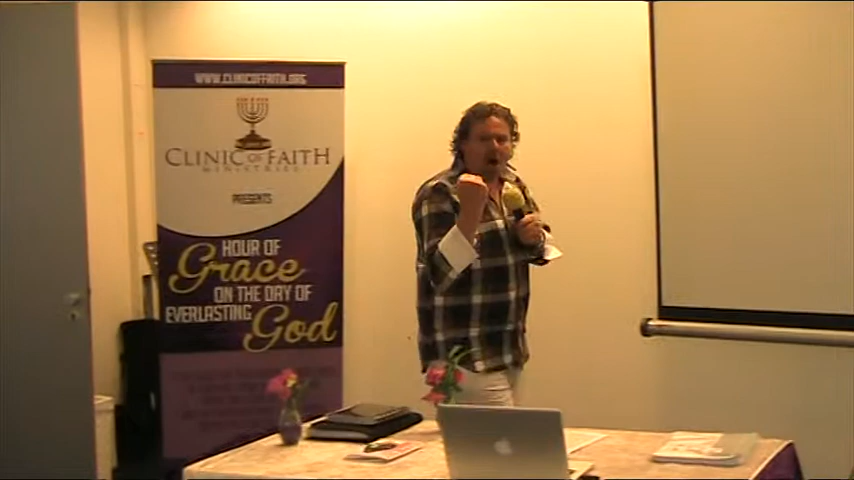 WWW.CLINICOFFAITH.ORG
CLINIC OF FAITH
MINISTRIES
PRESENTS
HOUR OF
Grace
ON THE DAY OF
EVERLASTING
God